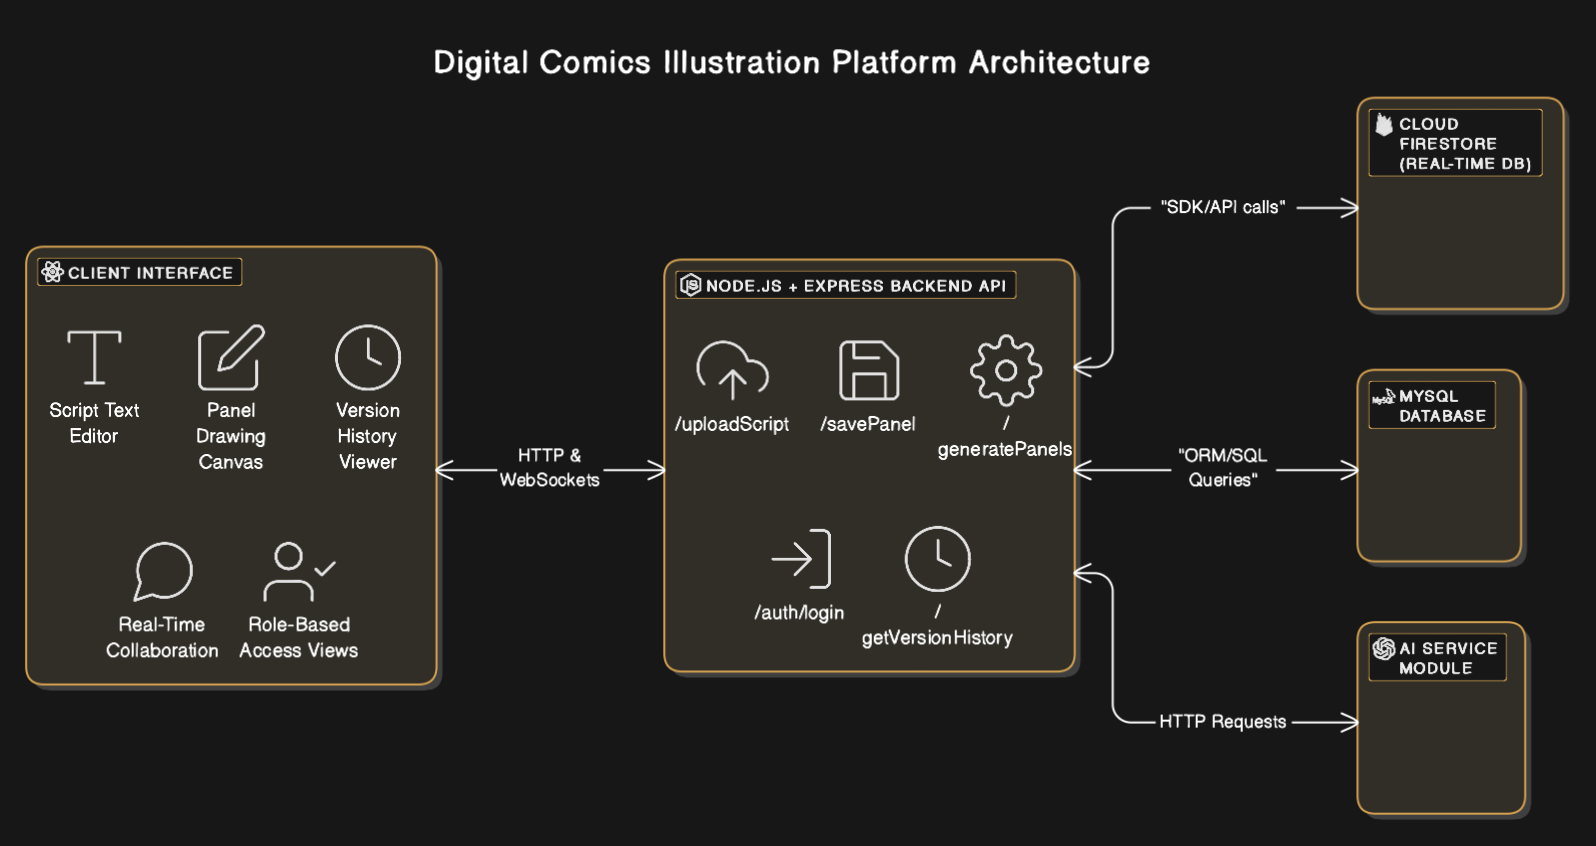 Digital Comics Illustration Platform Architecture
CLIENT INTERFACE
Script Text
Editor
Panel
Drawing
Canvas
Version
History
Viewer
Real-Time
Collaboration
Role-Based
Access Views
HTTP &
WebSockets
JS
NODE.JS + EXPRESS BACKEND API
/uploadScript
/savePanel
/
generatePanels
/auth/login
/
getVersionHistory
"SDK/API calls"
"ORM/SQL
Queries"
HTTP Requests
CLOUD
FIRESTORE
(REAL-TIME DB)
MySQL
MYSQL
DATABASE
AI SERVICE
MODULE